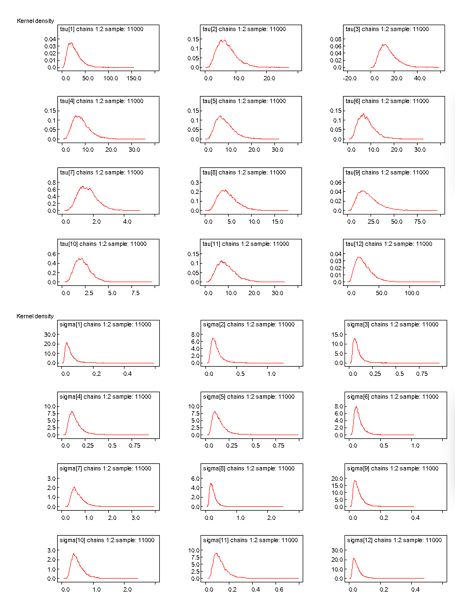 Kernel density
tau[1] chains 1:2 sample: 11000
0.04
0.03
0.02
0.01
0.0
0.0 50.0 100.0 150.0
tau[2] chains 1:2 sample: 11000
0.15
0.1
0.05
0.0
0.0 10.0 20.0
tau[3] chains 1:2 sample: 11000
0.06
0.04
0.02
0.0
-20.0 0.0 20.0 40.0
tau[4] chains 1:2 sample: 11000
0.15
0.1
0.05
0.0
0.0 10.0 20.0 30.0
tau[5] chains 1:2 sample: 11000
0.15
0.1
0.05
0.0
0.0 10.0 20.0 30.0
tau[6] chains 1:2 sample: 11000
0.15
0.1
0.05
0.0
0.0 10.0 20.0 30.0
tau[7] chains 1:2 sample: 11000
0.8
0.6
0.4
0.2
0.0
0.0 2.0 4.0
tau[8] chains 1:2 sample: 11000
0.3
0.2
0.1
0.0
0.0 5.0 10.0 15.0
tau[9] chains 1:2 sample: 11000
0.06
0.04
0.02
0.0
0.0 25.0 50.0 75.0
tau[10] chains 1:2 sample: 11000
0.6
0.4
0.2
0.0
0.0 2.5 5.0 7.5
tau[11] chains 1:2 sample: 11000
0.15
0.1
0.05
0.0
0.0 10.0 20.0 30.0
tau[12] chains 1:2 sample: 11000
0.04
0.03
0.02
0.01
0.0
0.0 50.0 100.0
Kernel density
sigma[1] chains 1:2 sample: 11000
30.0
20.0
10.0
0.0
0.0 0.2 0.4
sigma[2] chains 1:2 sample: 11000
8.0
6.0
4.0
2.0
0.0
0.0 0.5 1.0
sigma[3] chains 1:2 sample: 11000
15.0
10.0
5.0
0.0
0.0 0.25 0.5 0.75
sigma[4] chains 1:2 sample: 11000
10.0
7.5
5.0
2.5
0.0
0.0 0.25 0.5 0.75
sigma[5] chains 1:2 sample: 11000
10.0
7.5
5.0
2.5
0.0
0.0 0.25 0.5 0.75
sigma[6] chains 1:2 sample: 11000
8.0
6.0
4.0
2.0
0.0
0.0 0.5 1.0
sigma[7] chains 1:2 sample: 11000
3.0
2.0
1.0
0.0
0.0 1.0 2.0 3.0
sigma[8] chains 1:2 sample: 11000
6.0
4.0
2.0
0.0
0.0 1.0 2.0
sigma[9] chains 1:2 sample: 11000
20.0
15.0
10.0
5.0
0.0
0.0 0.2 0.4
sigma[10] chains 1:2 sample: 11000
3.0
2.0
1.0
0.0
0.0 1.0 2.0
sigma[11] chains 1:2 sample: 11000
10.0
7.5
5.0
2.5
0.0
0.0 0.25 0.5 0.75
sigma[12] chains 1:2 sample: 11000
30.0
20.0
10.0
0.0
0.0 0.2 0.4